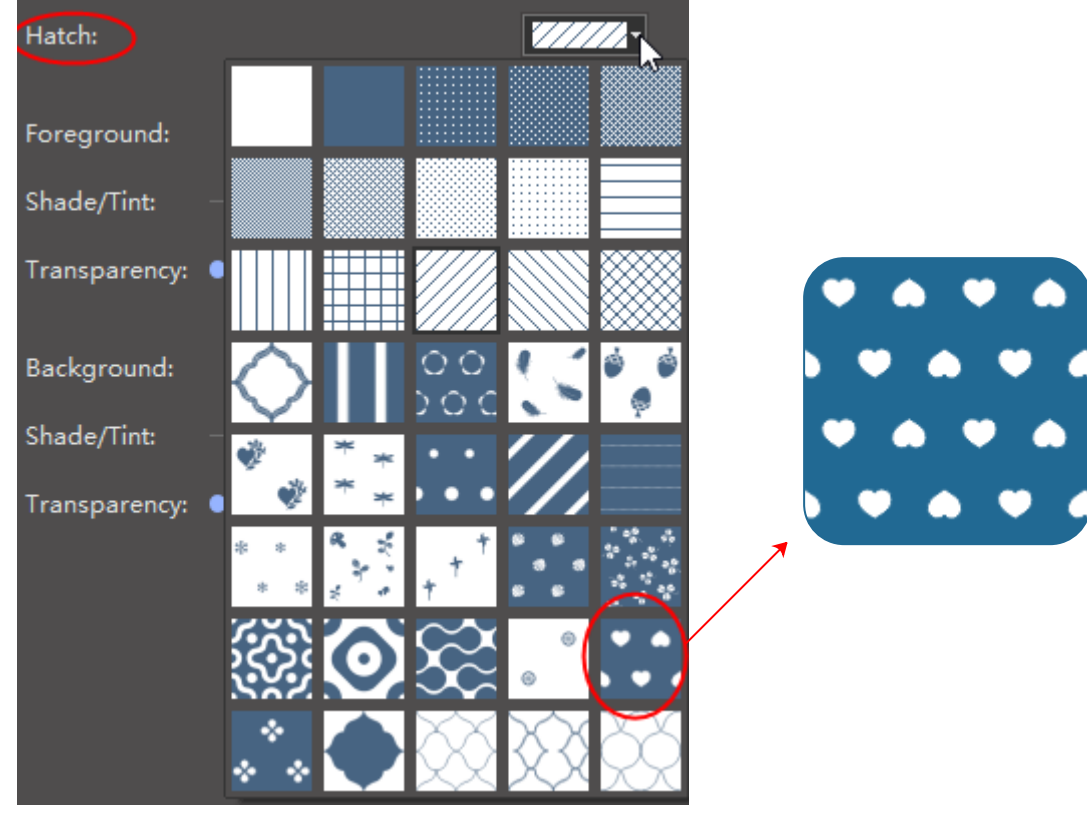 Hatch:
Foreground:
Shade/Tint:
Transparency:
Background:
Shade/Tint:
Transparency: